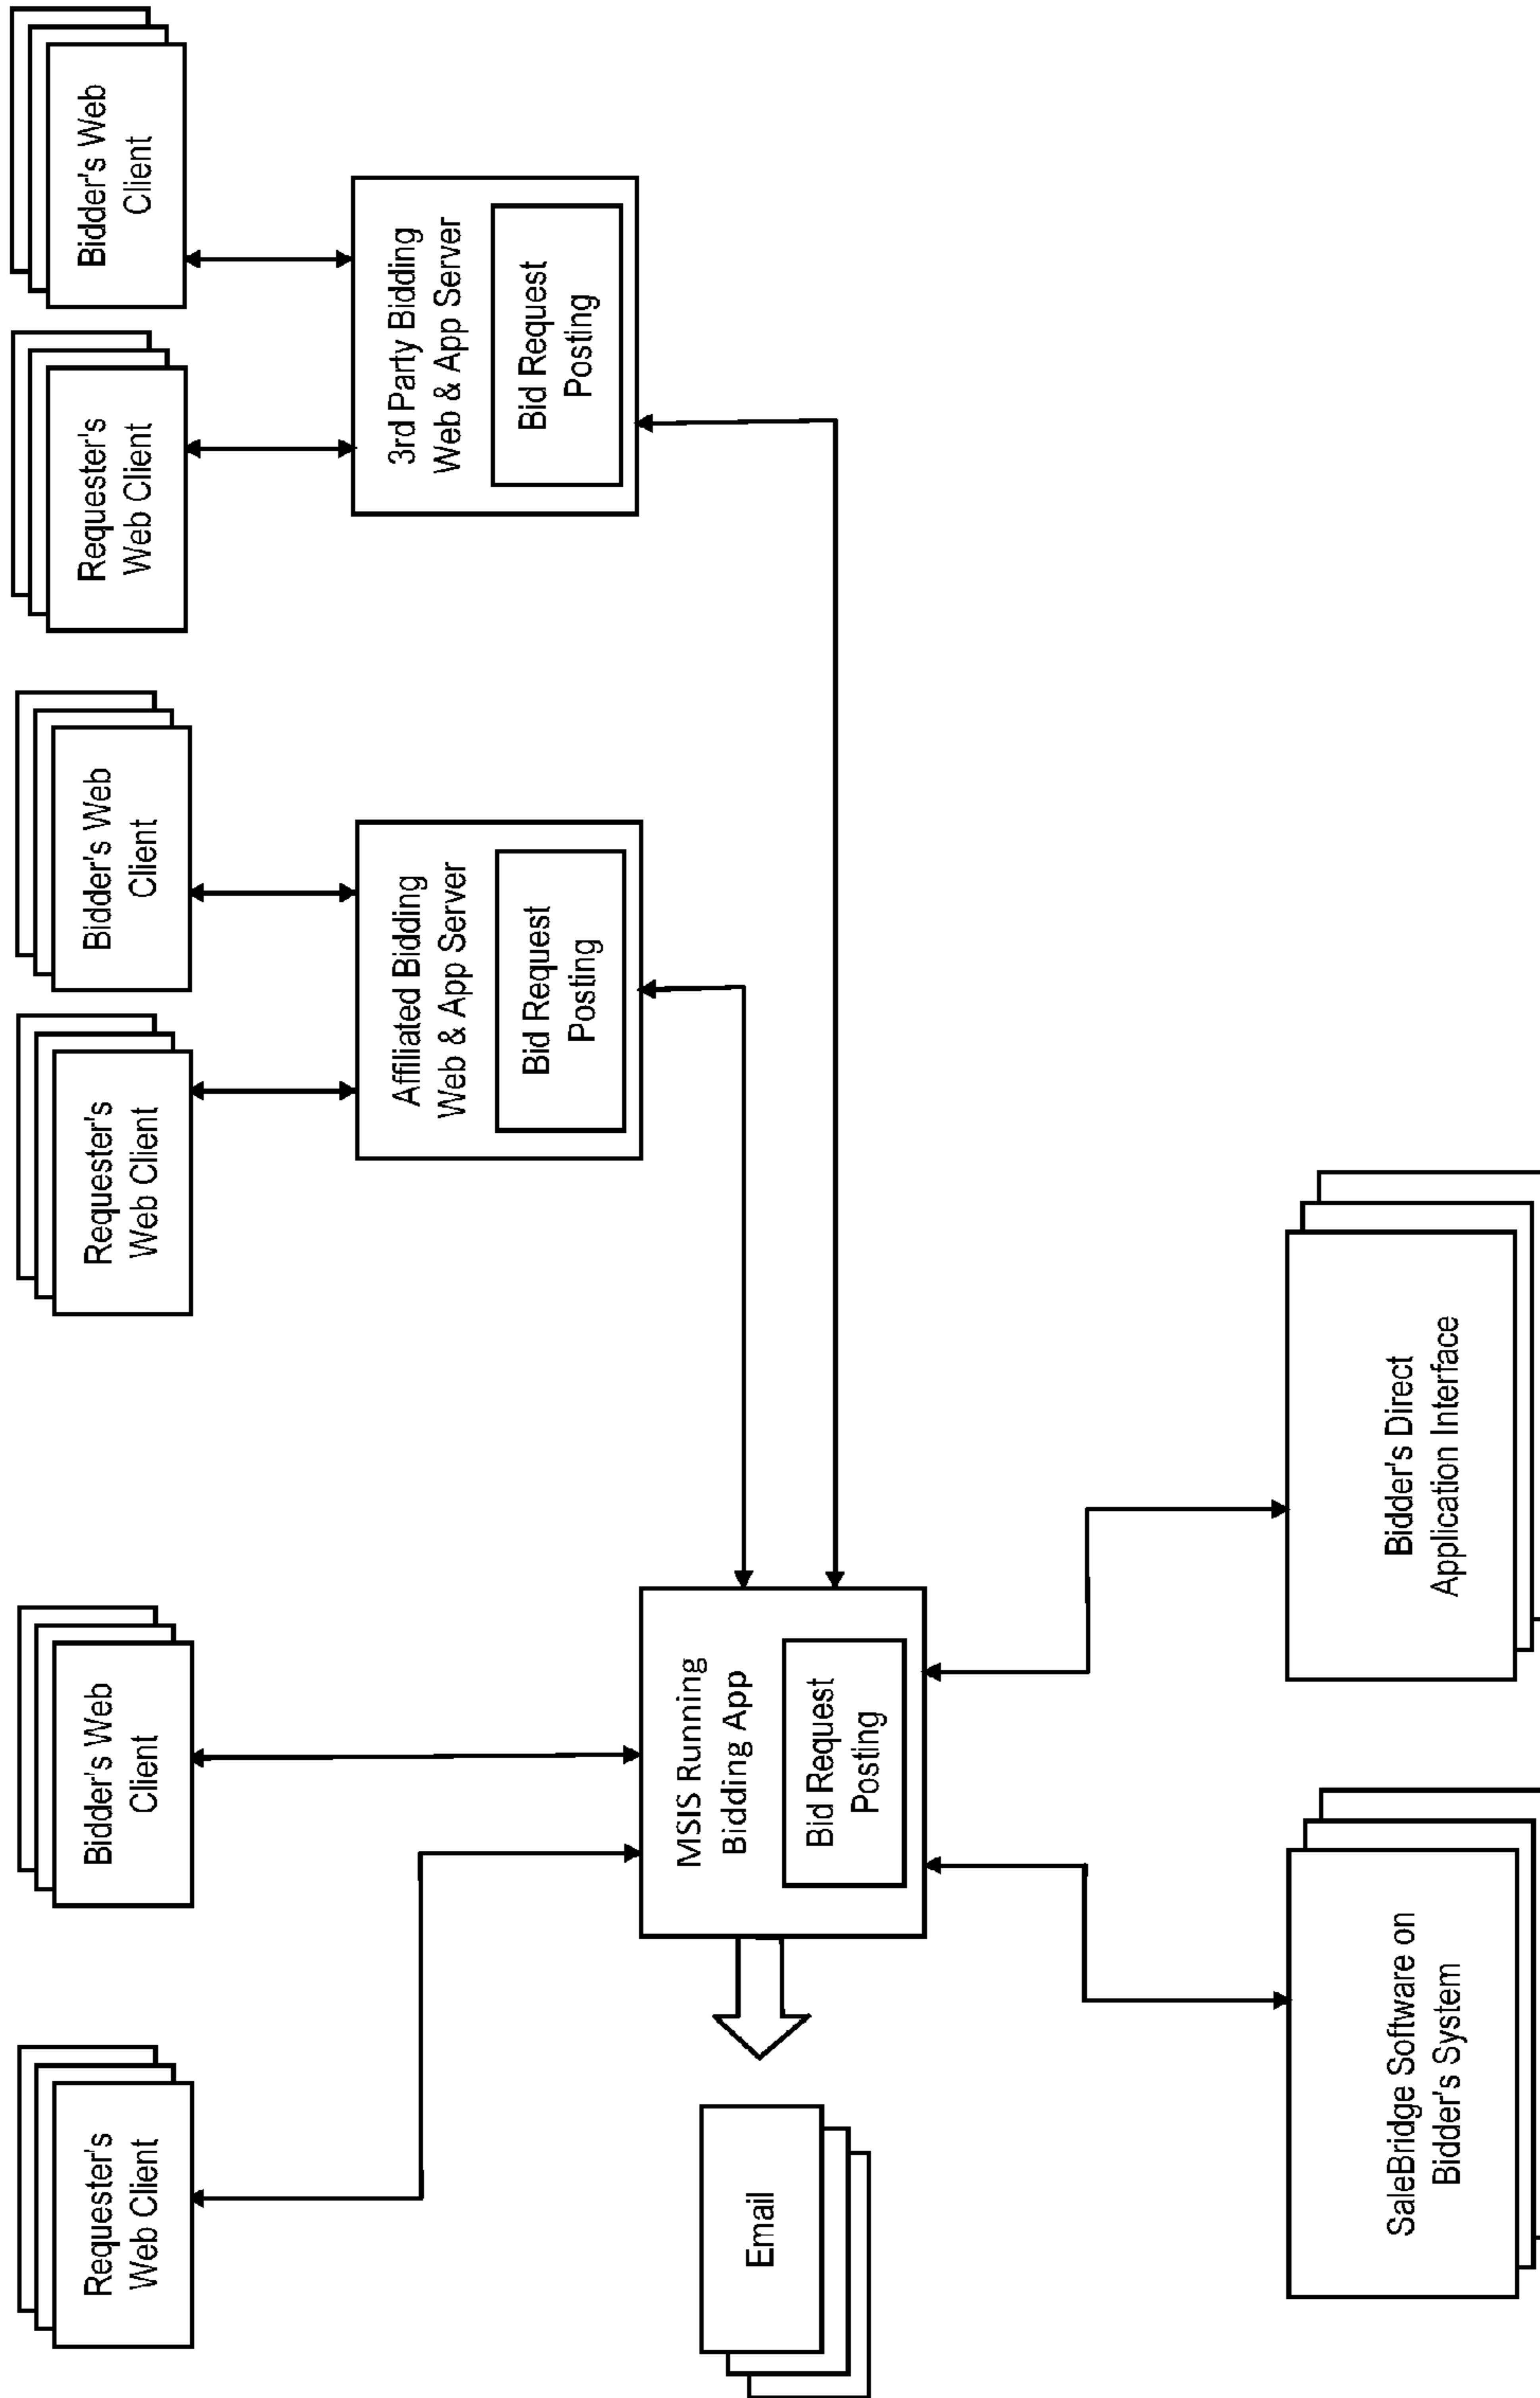 Requester's
Web Client
Bidder's Web
Client
Requester's
Web Client
Bidder's Web
Client
Requester's
Web Client
Bidder's Web
Client
Affiliated Bidding
Web & App Server
Bid Request
Posting
3rd Party Bidding
Web & App Server
Bid Request
Posting
Email
MSIS Running
Bidding App
Bid Request
Posting
SaleBridge Software on
Bidder's System
Bidder's Direct
Application Interface